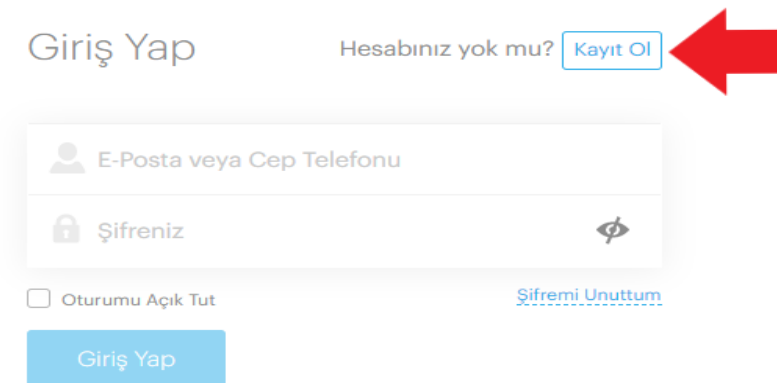 Giriş Yap
Hesabınız yok mu? Kayıt Ol
E-Posta veya Cep Telefonu
Şifreniz
Oturumu Açık Tut
Şifremi Unuttum
Giriş Yap